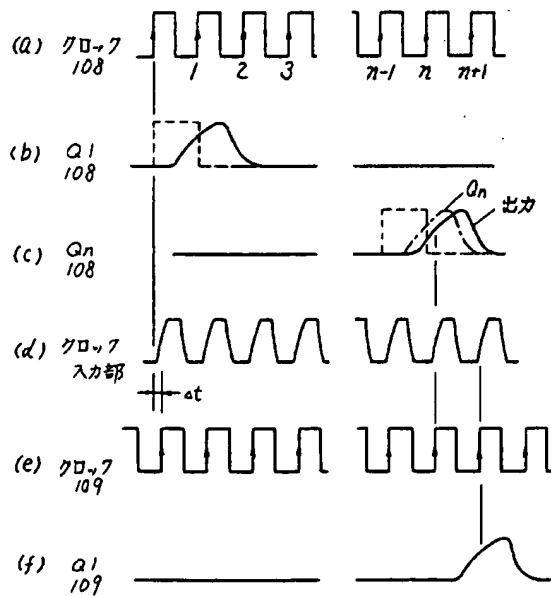 (a) クロック
108
1 2 3 n-1 n n+1
(b) Q1
108
Qn
出力
(c) Qn
108
(d) クロック
入力部
Δt
(e) クロック
109
(f) Q1
109